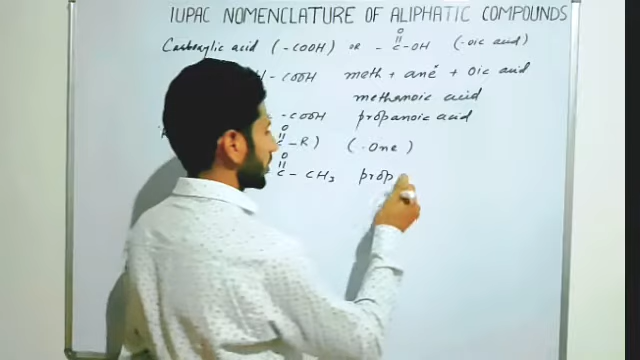 IUPAC NOMENCLATURE OF ALIPHATIC COMPOUNDS
Carboxylic acid (-COOH) OR - C-OH (-oic acid)
O
||
H - COOH meth + ane + oic acid
methanoic acid
- COOH propanoic acid
O
||
C - R) (-one)
O
||
C - CH3 prop